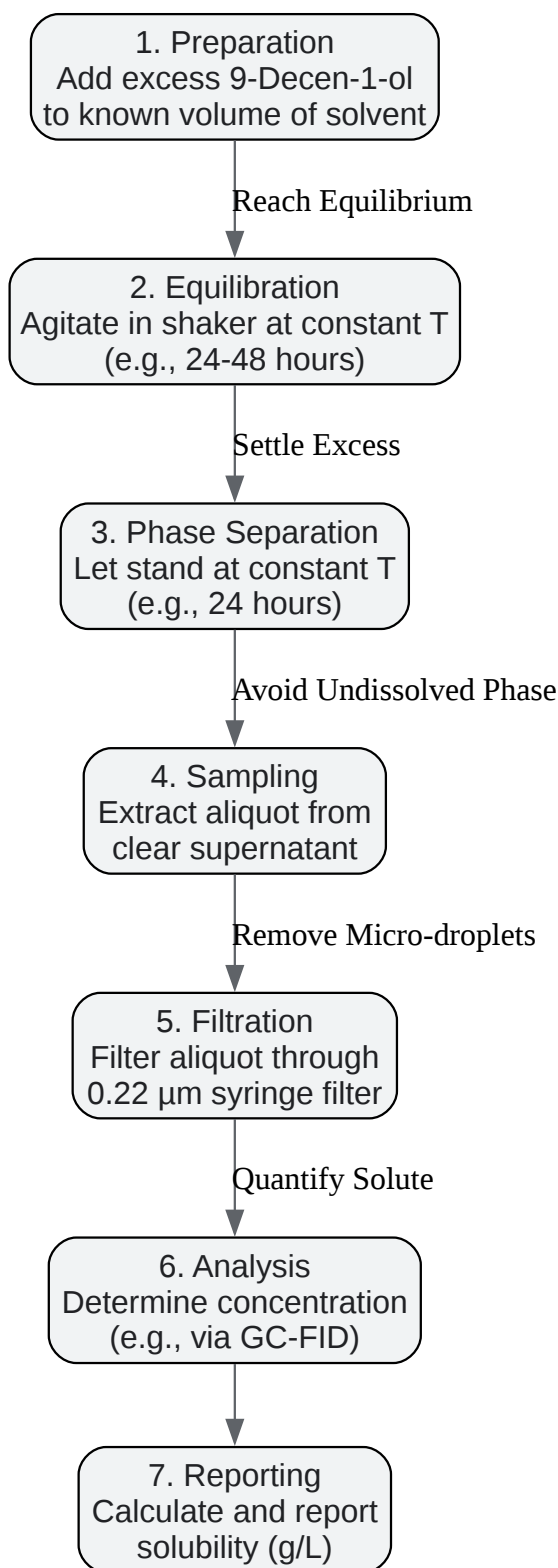 1. Preparation
Add excess 9-Decen-1-ol
to known volume of solvent
Reach Equilibrium
2. Equilibration
Agitate in shaker at constant T
(e.g., 24-48 hours)
Settle Excess
3. Phase Separation
Let stand at constant T
(e.g., 24 hours)
Avoid Undissolved Phase
4. Sampling
Extract aliquot from
clear supernatant
Remove Micro-droplets
5. Filtration
Filter aliquot through
0.22 µm syringe filter
Quantify Solute
6. Analysis
Determine concentration
(e.g., via GC-FID)
7. Reporting
Calculate and report
solubility (g/L)